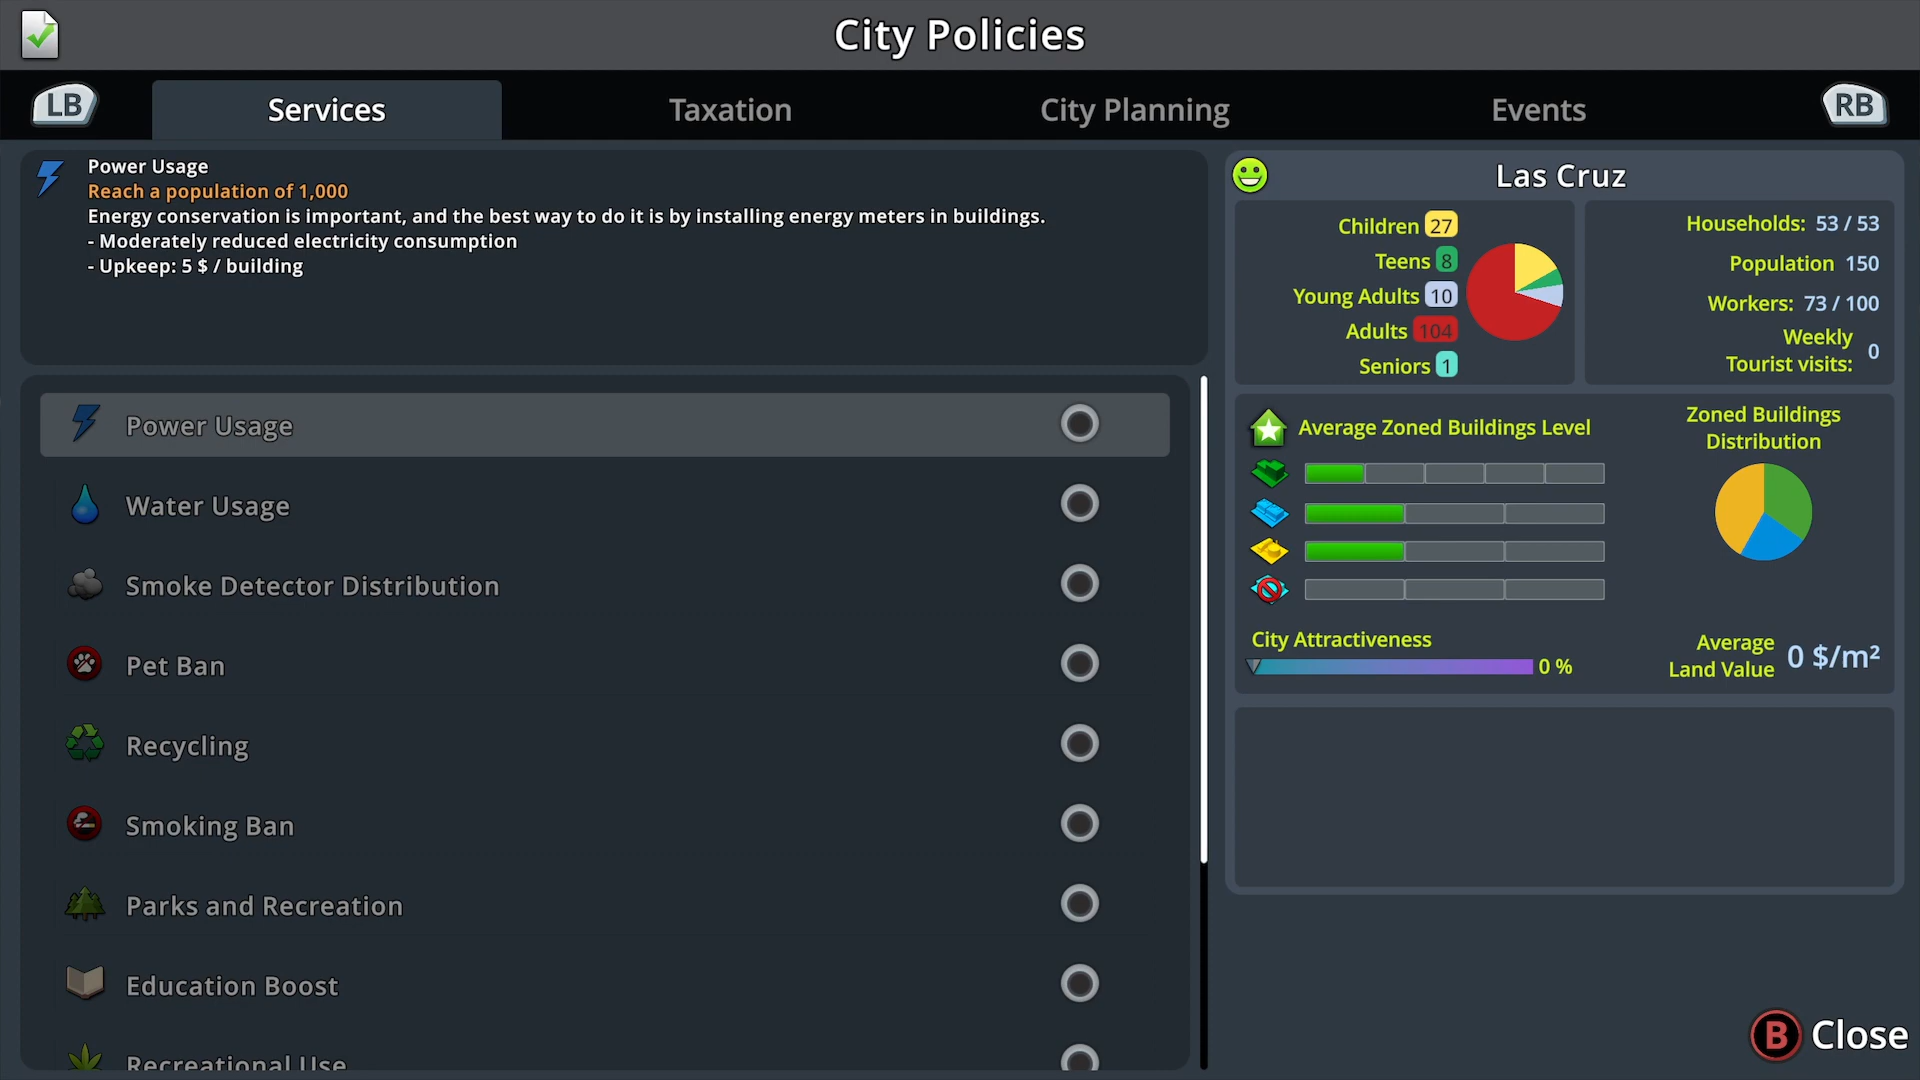 City Policies
LB
Services
Taxation
City Planning
Events
RB
Power Usage
Reach a population of 1,000
Energy conservation is important, and the best way to do it is by installing energy meters in buildings.
- Moderately reduced electricity consumption
- Upkeep: 5 $ / building
Power Usage
Water Usage
Smoke Detector Distribution
Pet Ban
Recycling
Smoking Ban
Parks and Recreation
Education Boost
Recreational Use
Las Cruz
Children 27
Teens 8
Young Adults 10
Adults 104
Seniors 1
Households: 53 / 53
Population 150
Workers: 73 / 100
Weekly
Tourist visits: 0
Average Zoned Buildings Level
Zoned Buildings
Distribution
City Attractiveness
0 %
Average
Land Value 0 $/m²
B Close